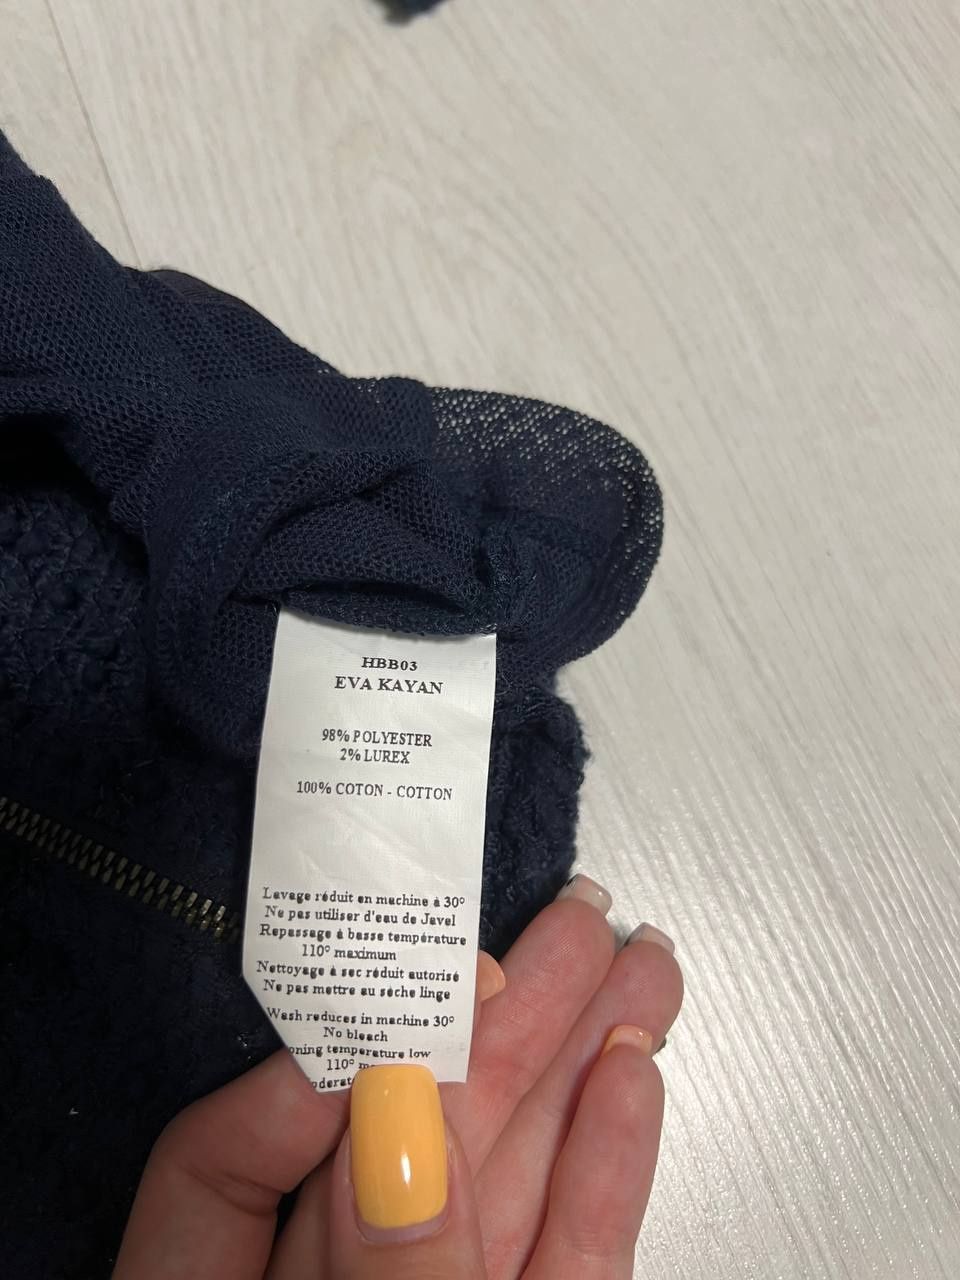 HBB03
EVA KAYAN
98% POLYESTER
2% LUREX
100% COTON - COTTON
Lavage réduit en machine à 30°
Ne pas utiliser d'eau de Javel
Repassage à basse température
110° maximum
Nettoyage à sec réduit autorisé
Ne pas mettre au sèche linge
Wash reduces in machine 30°
No bleach
temperature low
110°